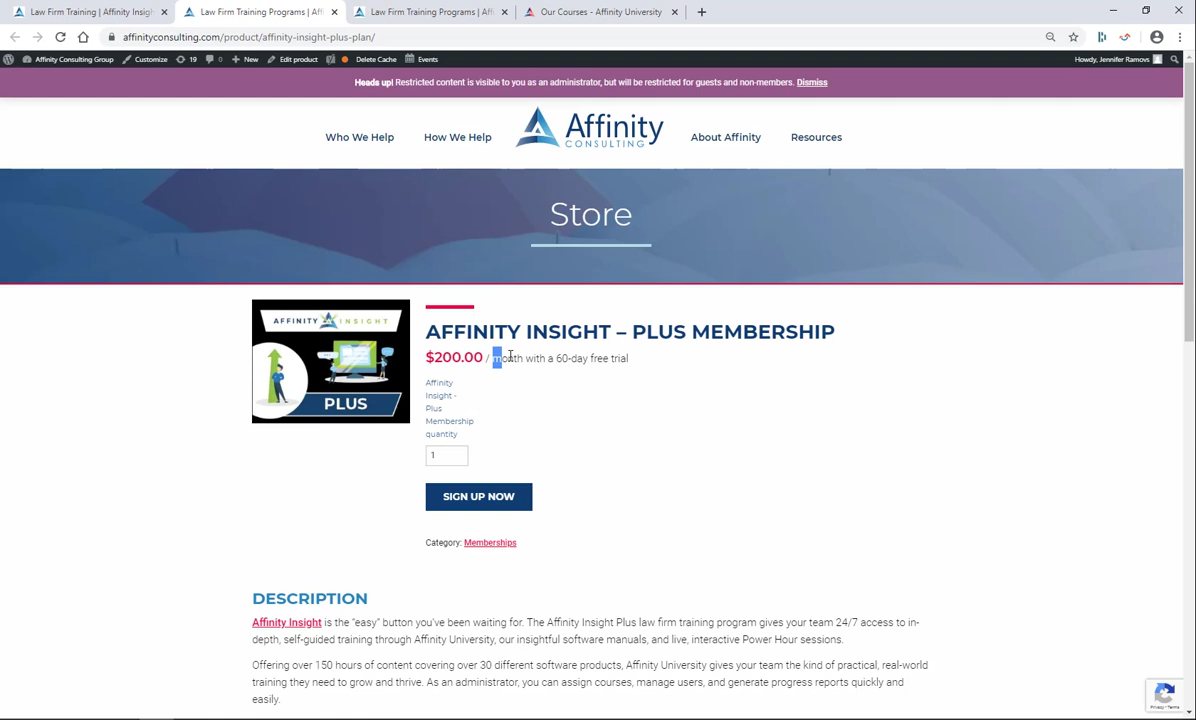 Law Firm Training | Affinity Insigh
Law Firm Training Programs | Aff
Law Firm Training Programs | Aff
Our Courses - Affinity University
affinityconsulting.com/product/affinity-insight-plus-plan/
Affinity Consulting Group
Customize
19
0
New
Edit product
Delete Cache
Events
Howdy, Jennifer Ramovs
Heads up! Restricted content is visible to you as an administrator, but will be restricted for guests and non-members. Dismiss
Who We Help
How We Help
Affinity
CONSULTING
About Affinity
Resources
Store
AFFINITY INSIGHT
PLUS
AFFINITY INSIGHT – PLUS MEMBERSHIP
$200.00 / month with a 60-day free trial
Affinity
Insight -
Plus
Membership
quantity
1
SIGN UP NOW
Category: Memberships
DESCRIPTION
Affinity Insight is the "easy" button you've been waiting for. The Affinity Insight Plus law firm training program gives your team 24/7 access to in-
depth, self-guided training through Affinity University, our insightful software manuals, and live, interactive Power Hour sessions.
Offering over 150 hours of content covering over 30 different software products, Affinity University gives your team the kind of practical, real-world
training they need to grow and thrive. As an administrator, you can assign courses, manage users, and generate progress reports quickly and
easily.
Privacy - Terms